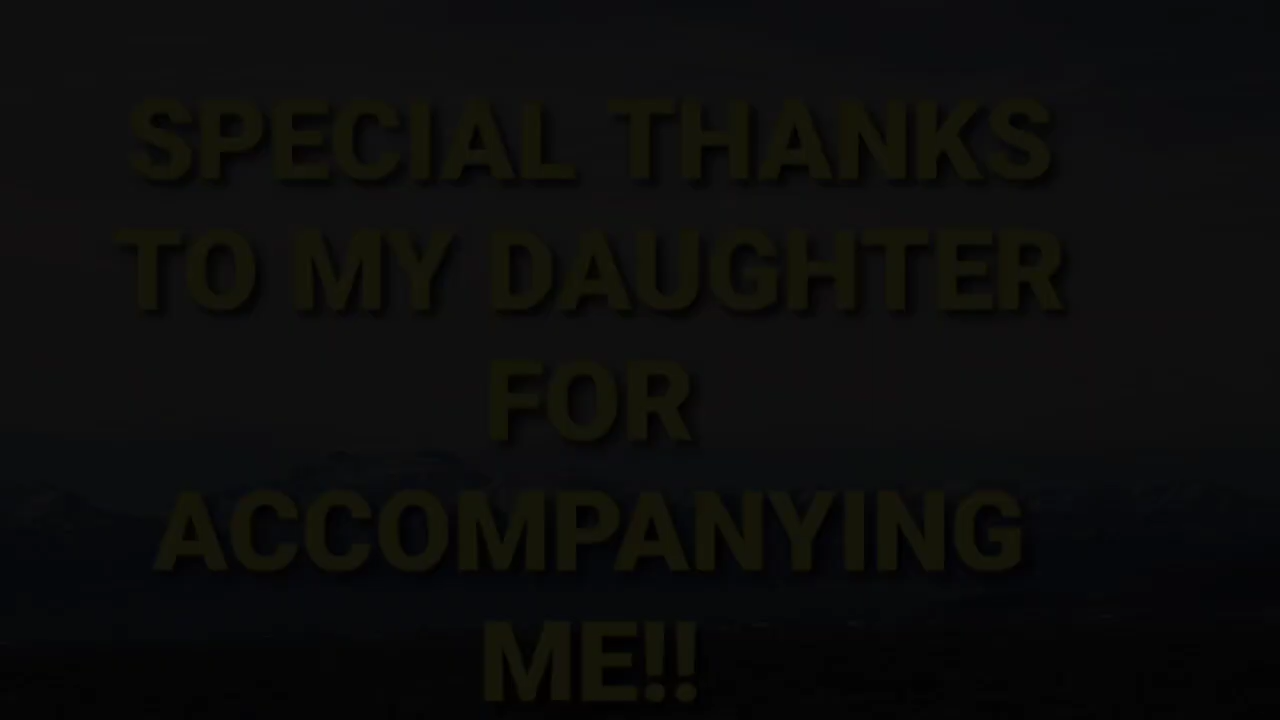 SPECIAL THANKS
TO MY DAUGHTER
FOR
ACCOMPANYING
ME!!